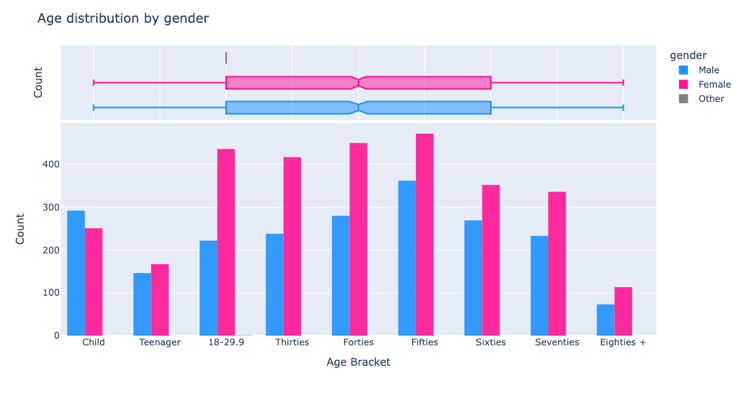 Age distribution by gender
Count
gender
Male
Female
Other
Count
400
300
200
100
0
Child Teenager 18-29.9 Thirties Forties Fifties Sixties Seventies Eighties +
Age Bracket